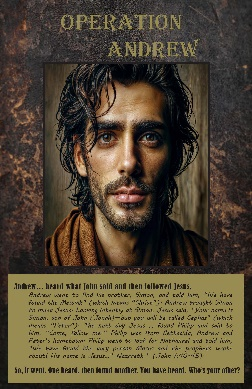 OPERATION
ANDREW
Andrew... heard what John said and then followed Jesus.
Andrew went to find his brother, Simon, and told him, "We have
found the Messiah" (which means "Christ"). Andrew brought Simon
to meet Jesus. Looking intently at Simon, Jesus said, "Your name is
Simon, son of John—but you will be called Cephas" (which
means "Peter"). The next day Jesus... found Philip and said to
him, "Come, follow me." Philip was from Bethsaida, Andrew and
Peter's hometown. Philip went to look for Nathanael and told him,
"We have found the very person Moses and the prophets wrote
about! His name is Jesus... Nazareth."
So, it went. One heard, then found another. You have heard. Who's your other?